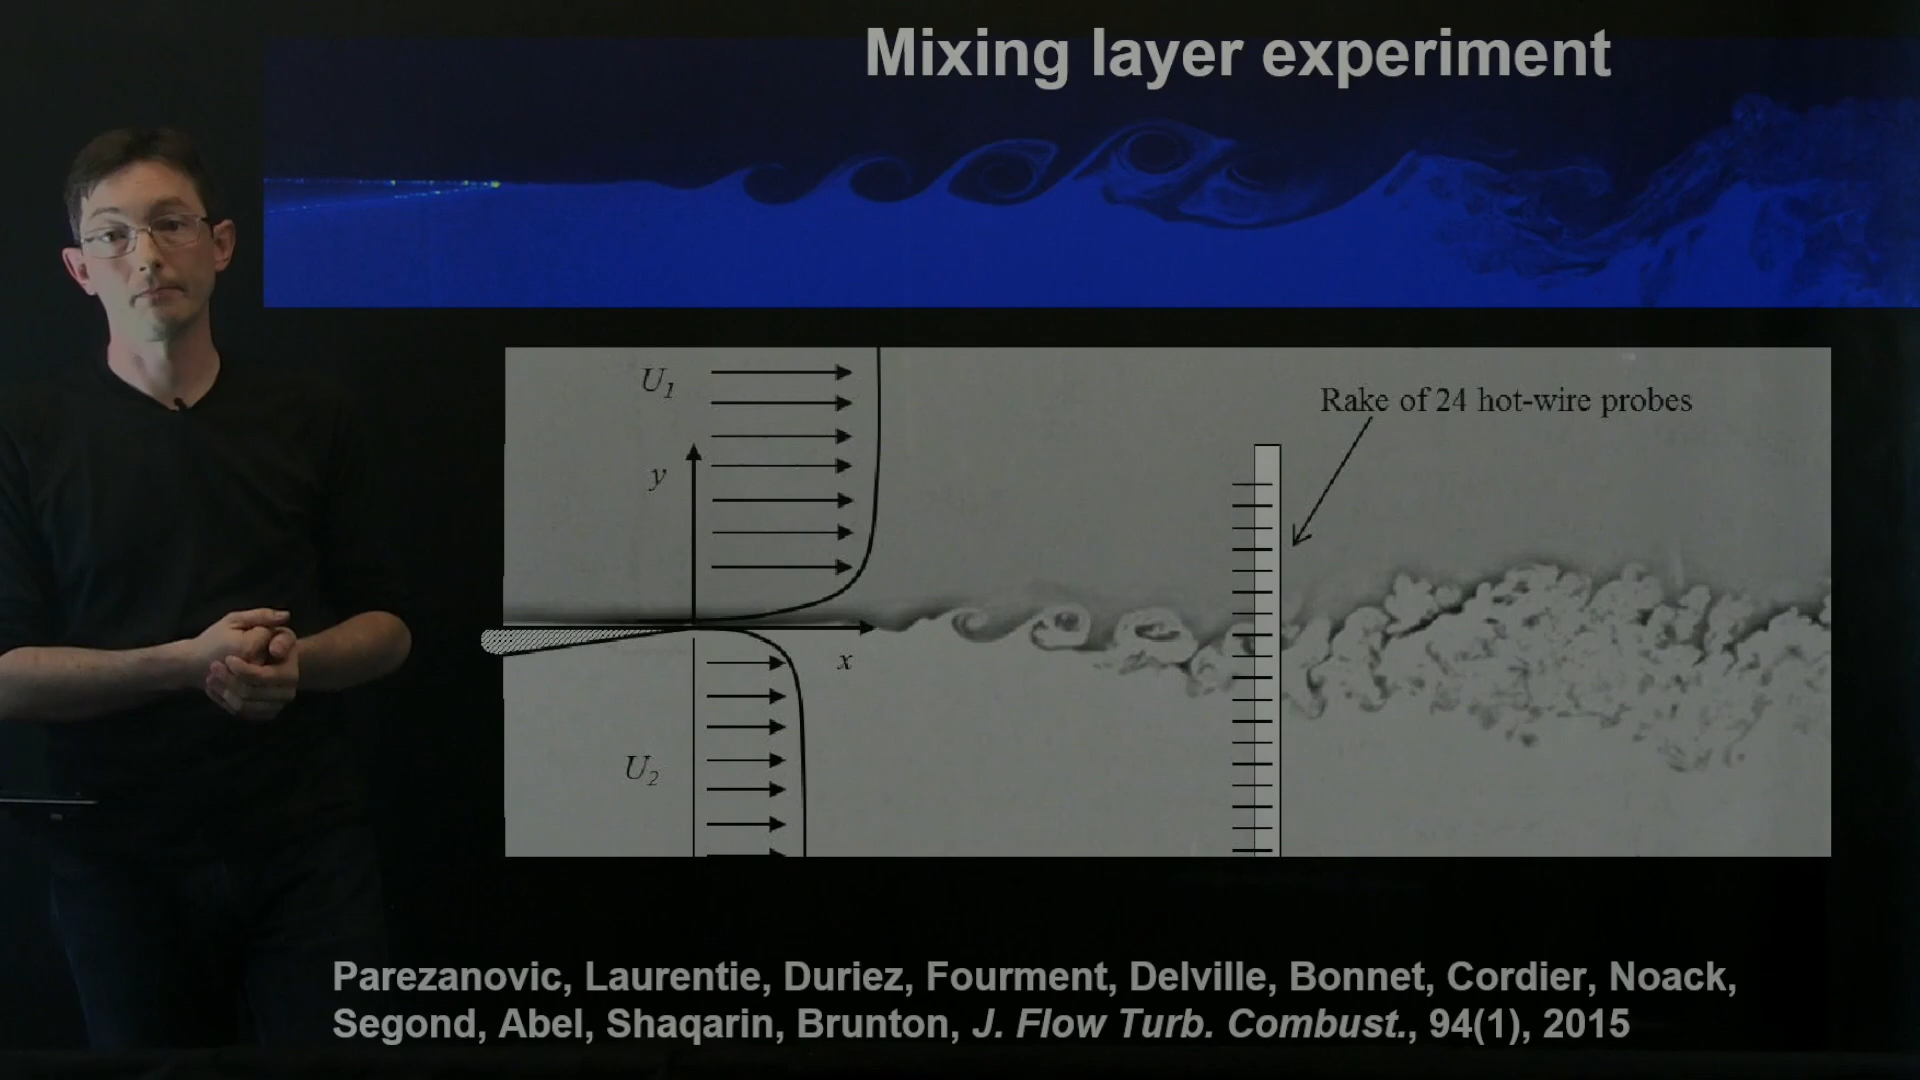 Mixing layer experiment
U1
Rake of 24 hot-wire probes
y
x
U2
Parezanovic, Laurentie, Duriez, Fourment, Delville, Bonnet, Cordier, Noack,
Segond, Abel, Shaqarin, Brunton, J. Flow Turb. Combust., 94(1), 2015